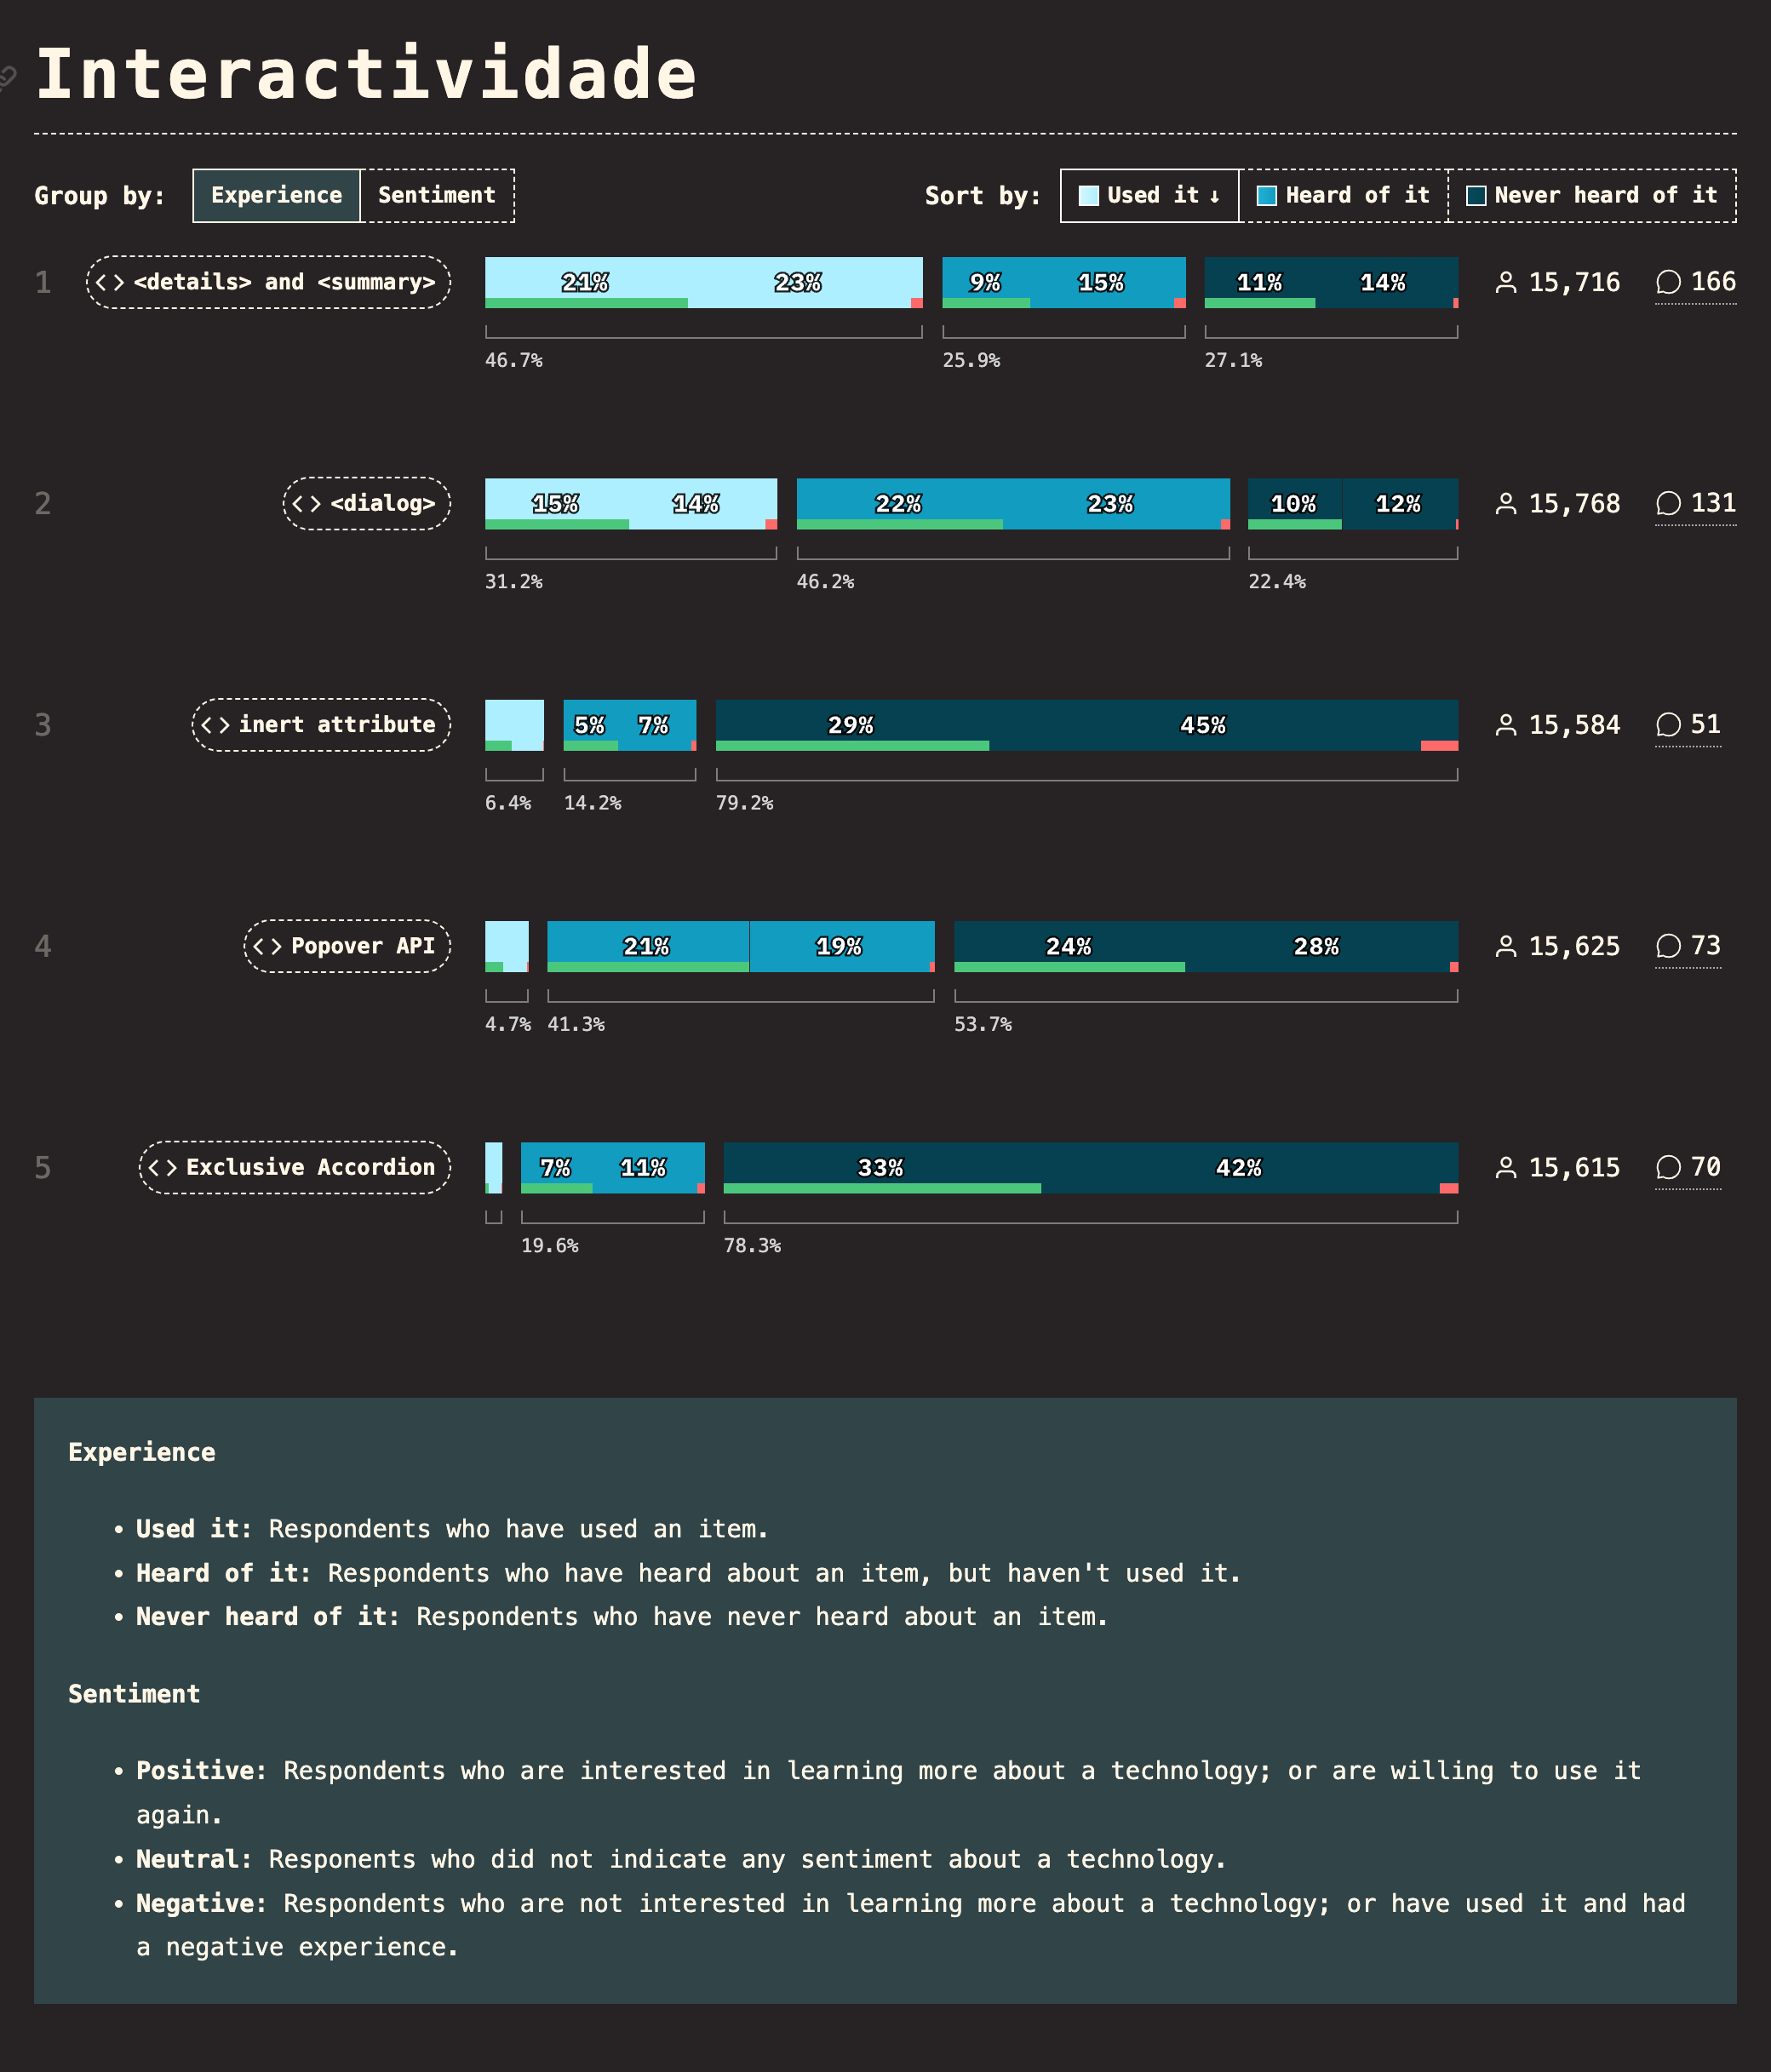 Interactividade
Group by: Experience Sentiment Sort by: Used it ↓ Heard of it Never heard of it
1 <> <details> and <summary> 21% 23% 9% 15% 11% 14% 15,716 166
46.7% 25.9% 27.1%
2 <> <dialog> 15% 14% 22% 23% 10% 12% 15,768 131
31.2% 46.2% 22.4%
3 <> inert attribute 5% 7% 29% 45% 15,584 51
6.4% 14.2% 79.2%
4 <> Popover API 21% 19% 24% 28% 15,625 73
4.7% 41.3% 53.7%
5 <> Exclusive Accordion 7% 11% 33% 42% 15,615 70
19.6% 78.3%
Experience
• Used it: Respondents who have used an item.
• Heard of it: Respondents who have heard about an item, but haven't used it.
• Never heard of it: Respondents who have never heard about an item.
Sentiment
• Positive: Respondents who are interested in learning more about a technology; or are willing to use it
again.
• Neutral: Responents who did not indicate any sentiment about a technology.
• Negative: Respondents who are not interested in learning more about a technology; or have used it and had
a negative experience.